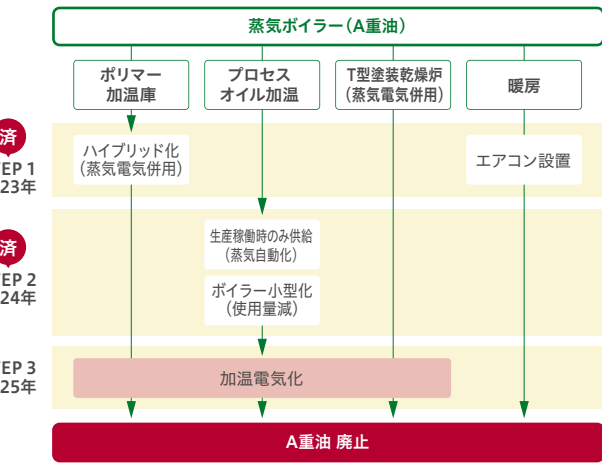 蒸気ボイラー（A重油）
ポリマー
加温庫
プロセス
オイル加温
T型塗装乾燥炉
（蒸気電気併用）
暖房
済
EP 1
23年
ハイブリッド化
（蒸気電気併用）
エアコン設置
済
EP 2
24年
生産稼働時のみ供給
（蒸気自動化）
ボイラー小型化
（使用量減）
EP 3
25年
加温電気化
A重油 廃止